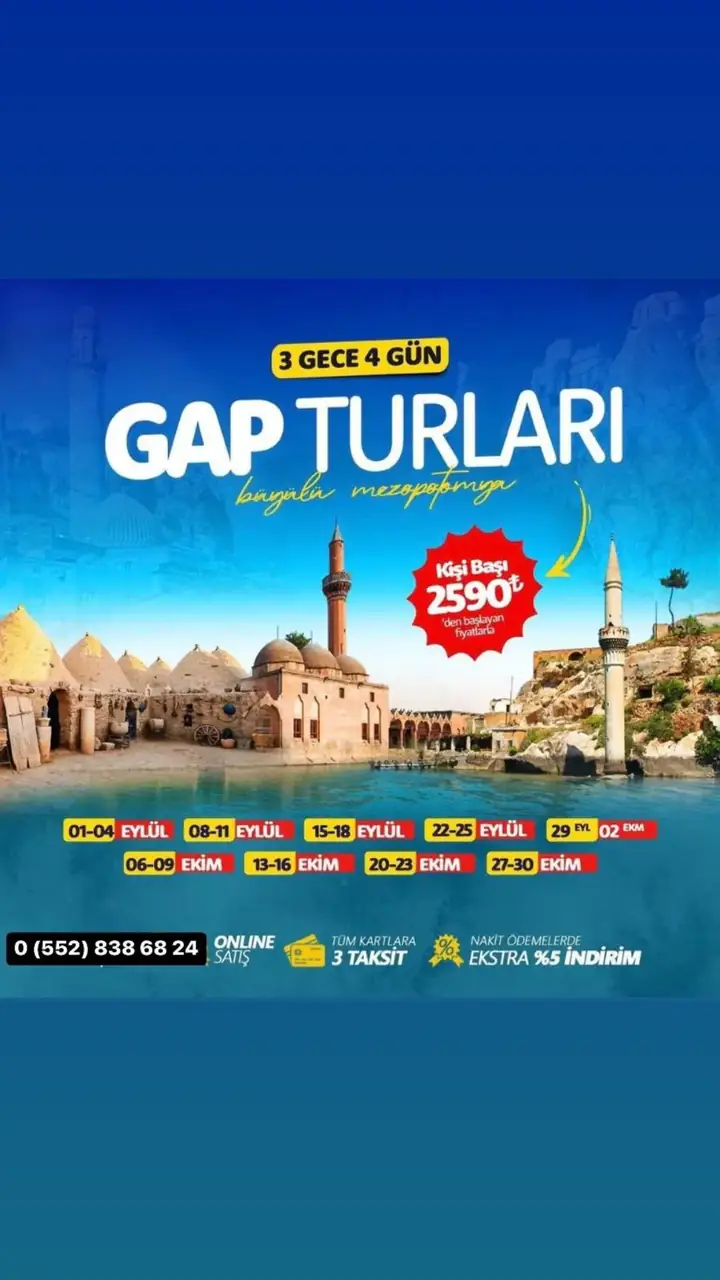 3 GECE 4 GÜN
GAP TURLARI
büyülü mezopotamya
Kişi Başı
2590₺
'den başlayan
fiyatlarla
01-04 EYLÜL 08-11 EYLÜL 15-18 EYLÜL 22-25 EYLÜL 29 EYL 02 EKM
06-09 EKİM 13-16 EKİM 20-23 EKİM 27-30 EKİM
0 (552) 838 68 24
ONLINE
SATIŞ
TÜM KARTLARA
3 TAKSİT
NAKİT ÖDEMELERDE
EKSTRA %5 İNDİRİM